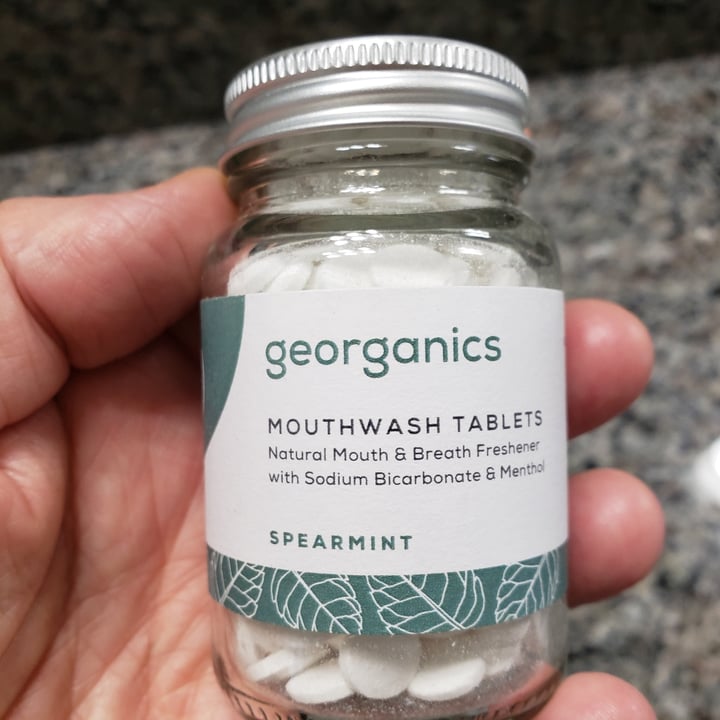 georganics
MOUTHWASH TABLETS
Natural Mouth & Breath Freshener
with Sodium Bicarbonate & Menthol
SPEARMINT